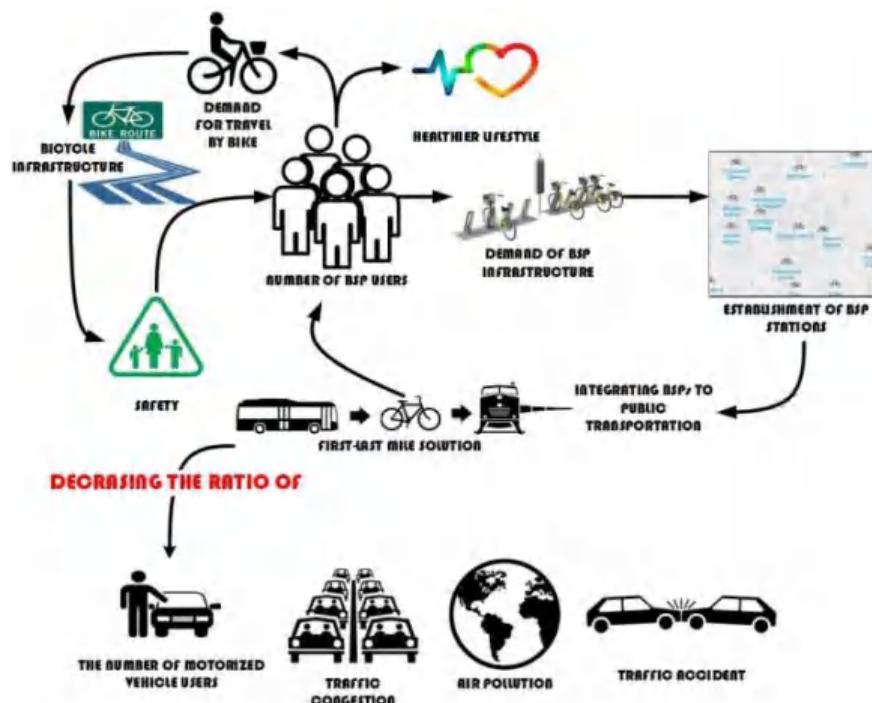 DEMAND
FOR TRAVEL
BY BIKE
BIKE ROUTE
BICYCLE
INFRASTRUCTURE
HEALTHIER LIFESTYLE
NUMBER OF BSP USERS
DEMAND OF BSP
INFRASTRUCTURE
ESTABLISHMENT OF BSP
STATIONS
SAFETY
INTEGRATING BSPs TO
PUBLIC
TRANSPORTATION
FIRST-LAST MILE SOLUTION
DECRASING THE RATIO OF
THE NUMBER OF MOTORIZED
VEHICLE USERS
TRAFFIC
CONGESTION
AIR POLLUTION
TRAFFIC ACCIDENT